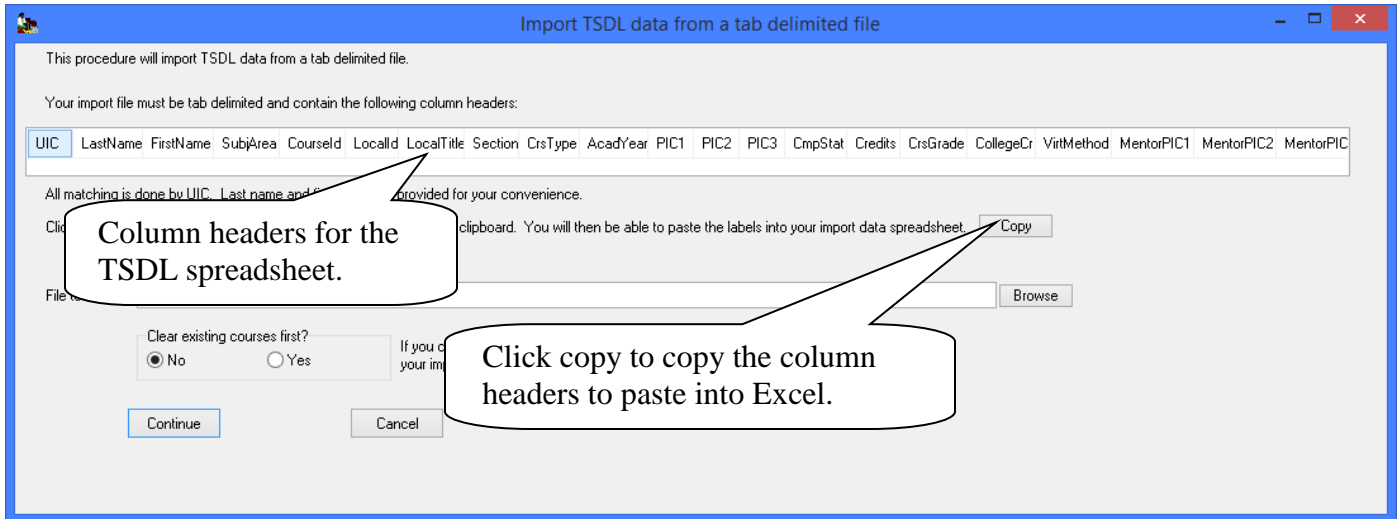 Import TSDL data from a tab delimited file
This procedure will import TSDL data from a tab delimited file.
Your import file must be tab delimited and contain the following column headers:
UIC LastName FirstName SubjArea CourseId LocalId LocalTitle Section CrsType AcadYear PIC1 PIC2 PIC3 CmpStat Credits CrsGrade CollegeCr VirtMethod MentorPIC1 MentorPIC2 MentorPIC
All matching is done by UIC. Last name and provided for your convenience.
clipboard. You will then be able to paste the labels into your import data spreadsheet. Copy
Column headers for the
TSDL spreadsheet.
File Browse
Clear existing courses first?
No Yes
If you
your
Click copy to copy the column
headers to paste into Excel.
Continue Cancel